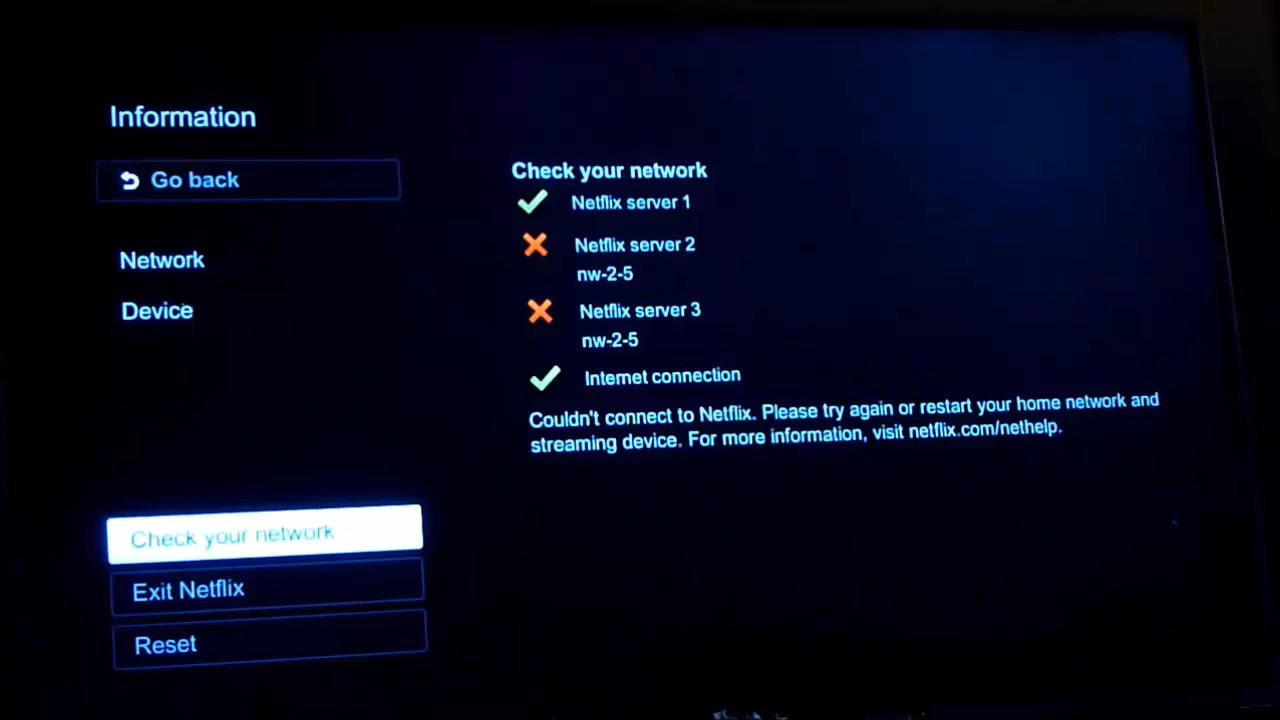 Information
Go back
Network
Device
Check your network
Netflix server 1
Netflix server 2
nw-2-5
Netflix server 3
nw-2-5
Internet connection
Couldn't connect to Netflix. Please try again or restart your home network and
streaming device. For more information, visit netflix.com/nethelp.
Check your network
Exit Netflix
Reset